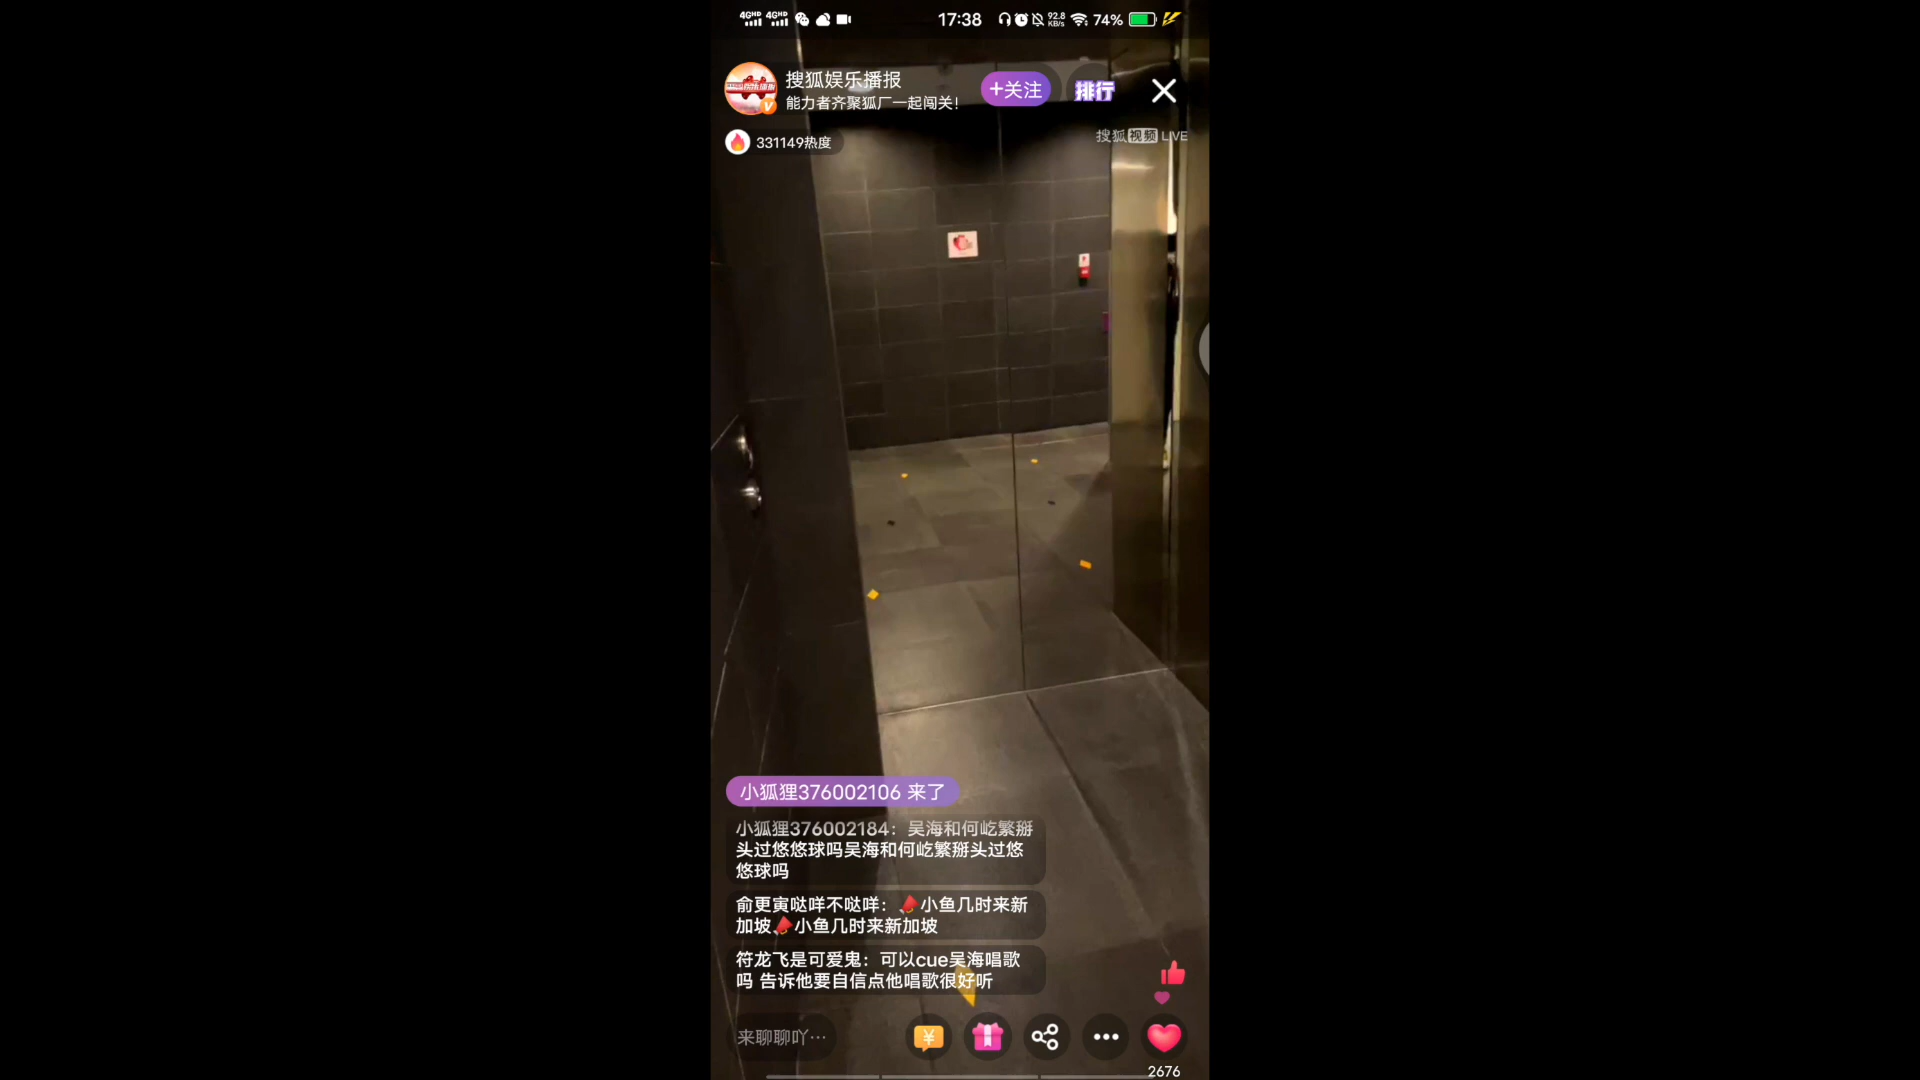 4GHD 4GHD 17:38 92.8 KB/s 74%
搜狐娱乐播报
能力者齐聚狐厂一起闯关!
+关注
排行
331149热度
搜狐视频 LIVE
小狐狸376002106 来了
小狐狸376002184：吴海和何屹繁掰
头过悠悠球吗吴海和何屹繁掰头过悠
悠球吗
俞更寅哒咩不哒咩：📣小鱼几时来新
加坡📣小鱼几时来新加坡
符龙飞是可爱鬼：可以cue吴海唱歌
吗 告诉他要自信点他唱歌很好听
来聊聊吖···
¥
2676